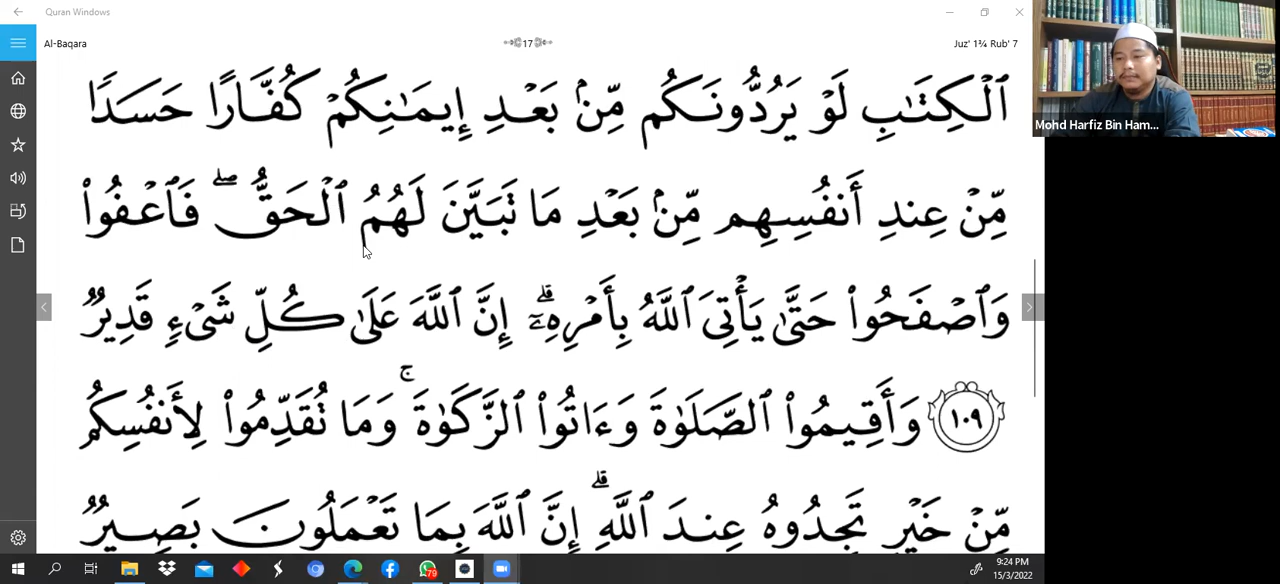 Quran Windows
Al-Baqara
17
Juz' 1¾ Rub' 7
ٱلْكِتَـٰبِ لَوْ يَرُدُّونَكُم مِّنۢ بَعْدِ إِيمَـٰنِكُمْ كُفَّارًا حَسَدًا
مِّنْ عِندِ أَنفُسِهِم مِّنۢ بَعْدِ مَا تَبَيَّنَ لَهُمُ ٱلْحَقُّ ۖ فَٱعْفُوا۟
وَٱصْفَحُوا۟ حَتَّىٰ يَأْتِىَ ٱللَّهُ بِأَمْرِهِۦٓ ۗ إِنَّ ٱللَّهَ عَلَىٰ كُلِّ شَىْءٍ قَدِيرٌ
١٠٩ وَأَقِيمُوا۟ ٱلصَّلَوٰةَ وَءَاتُوا۟ ٱلزَّكَوٰةَ ۚ وَمَا تُقَدِّمُوا۟ لِأَنفُسِكُم
مِّنْ خَيْرٍ تَجِدُوهُ عِندَ ٱللَّهِ ۗ إِنَّ ٱللَّهَ بِمَا تَعْمَلُونَ بَصِيرٌ
Mohd Harfiz Bin Ham...
79
9:24 PM
15/3/2022